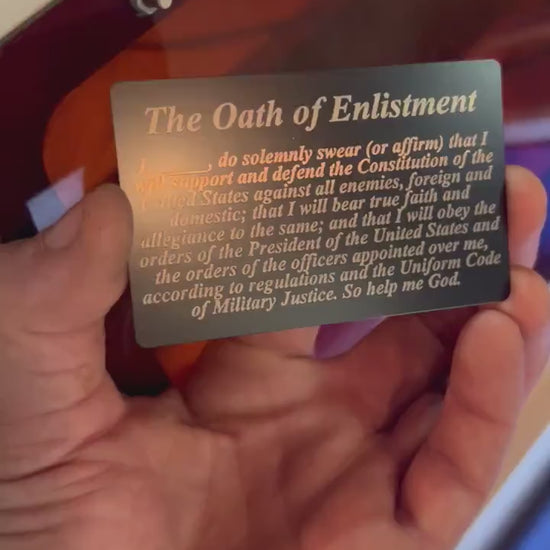 The Oath of Enlistment
I ______, do solemnly swear (or affirm) that I
will support and defend the Constitution of the
United States against all enemies, foreign and
domestic; that I will bear true faith and
allegiance to the same; and that I will obey the
orders of the President of the United States and
the orders of the officers appointed over me,
according to regulations and the Uniform Code
of Military Justice. So help me God.